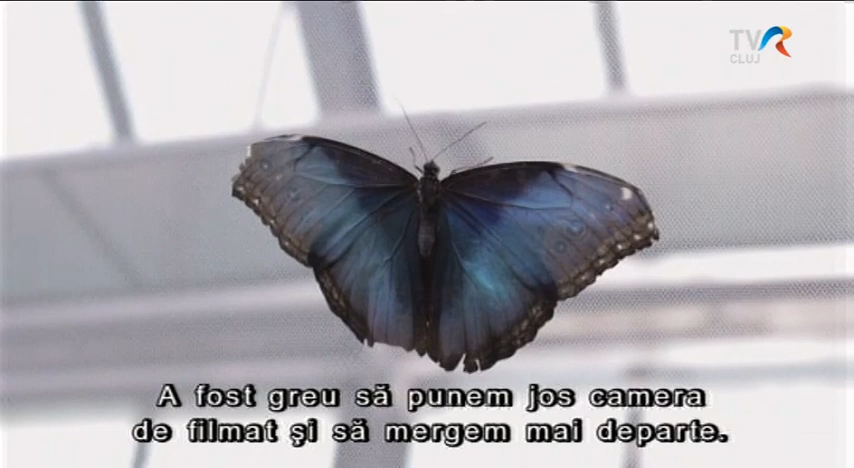 TVR
CLUJ
A fost greu să punem jos camera
de filmat şi să mergem mai departe.